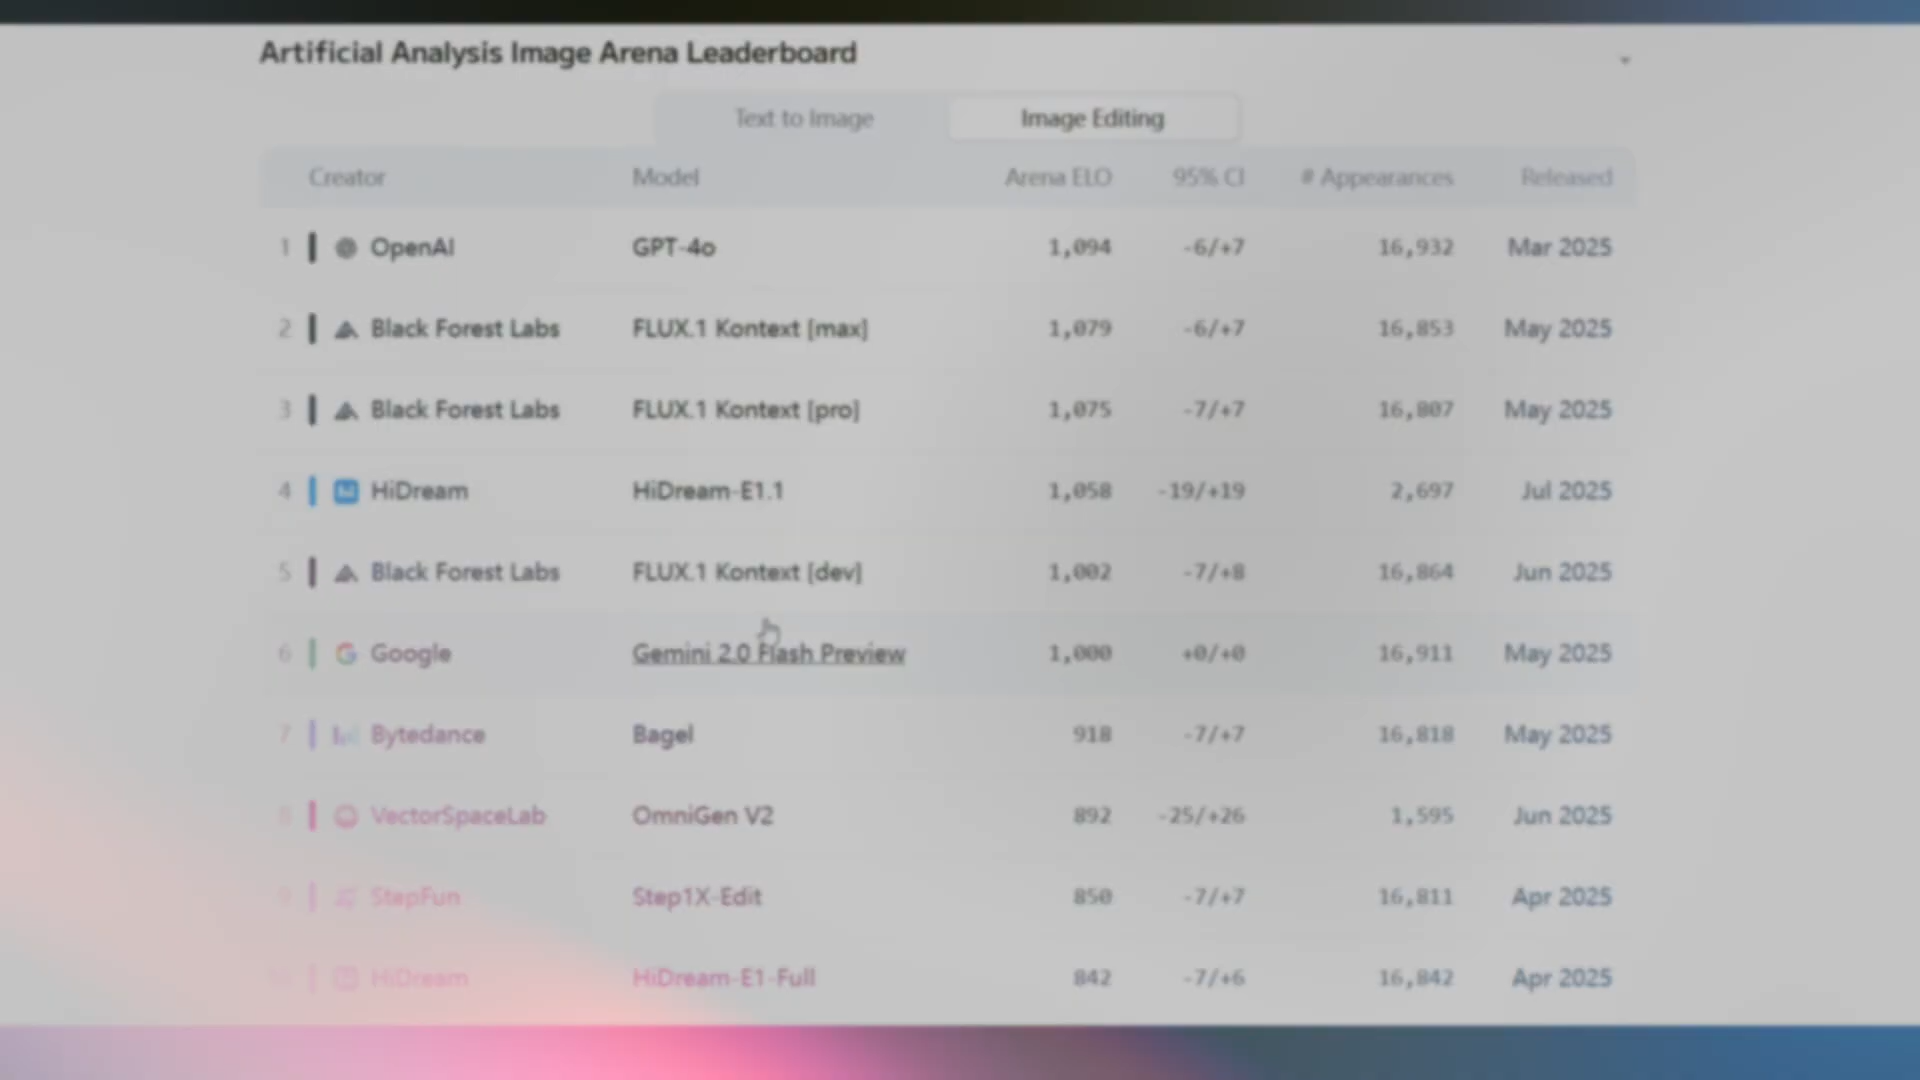 Artificial Analysis Image Arena Leaderboard
Text to Image Image Editing
Creator Model Arena ELO 95% CI # Appearances Released
1 OpenAI GPT-4o 1,094 -6/+7 16,932 Mar 2025
2 Black Forest Labs FLUX.1 Kontext [max] 1,079 -6/+7 16,853 May 2025
3 Black Forest Labs FLUX.1 Kontext [pro] 1,075 -7/+7 16,807 May 2025
4 HiDream HiDream-E1.1 1,058 -19/+19 2,697 Jul 2025
5 Black Forest Labs FLUX.1 Kontext [dev] 1,002 -7/+8 16,864 Jun 2025
6 Google Gemini 2.0 Flash Preview 1,000 +0/+0 16,911 May 2025
7 Bytedance Bagel 918 -7/+7 16,818 May 2025
8 VectorSpaceLab OmniGen V2 892 -25/+26 1,595 Jun 2025
9 StepFun Step1X-Edit 850 -7/+7 16,811 Apr 2025
HiDream HiDream-E1-Full 842 -7/+6 16,842 Apr 2025